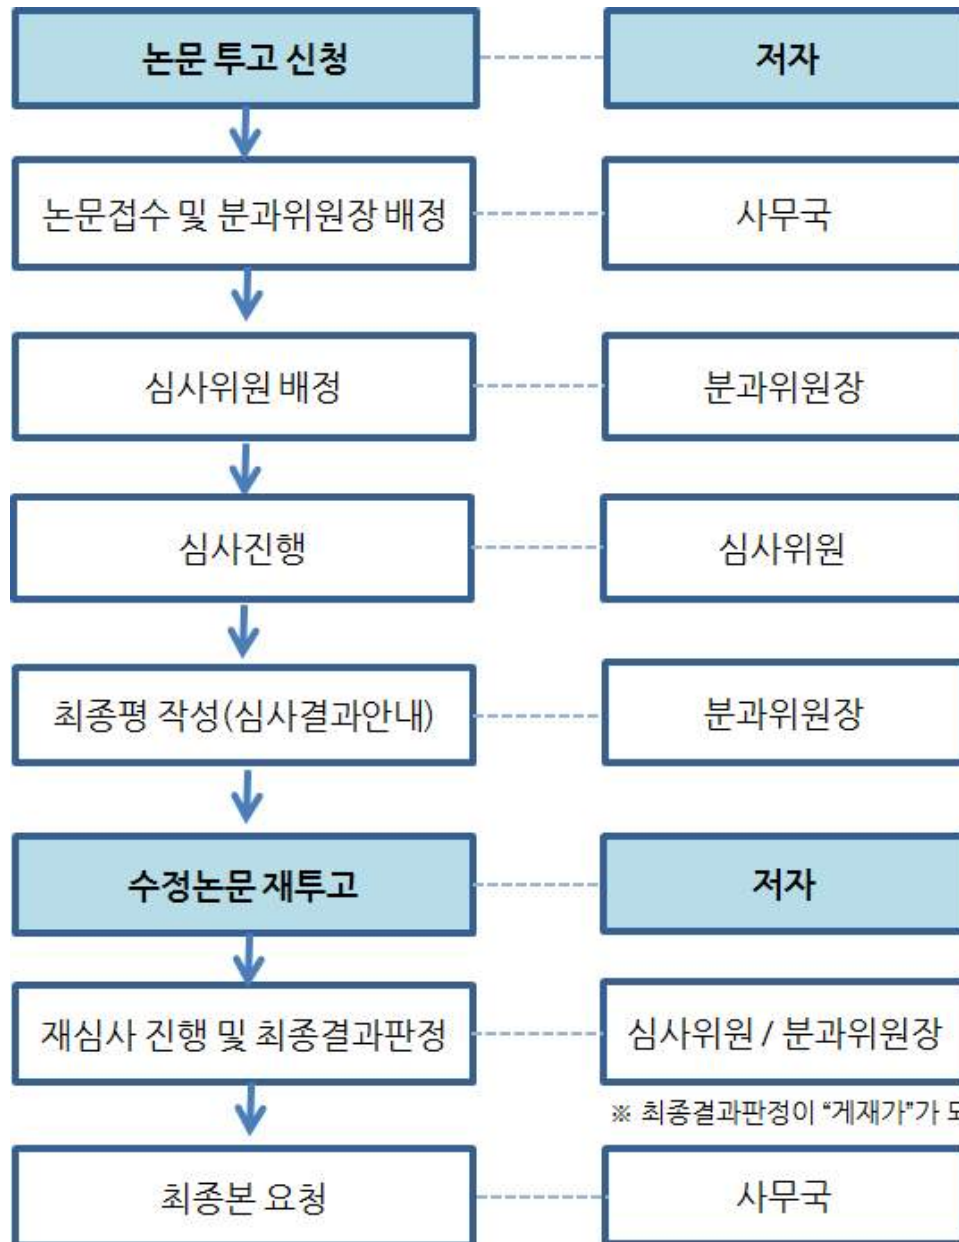 논문 투고 신청
저자
논문접수 및 분과위원장 배정
사무국
심사위원 배정
분과위원장
심사진행
심사위원
최종평 작성(심사결과안내)
분과위원장
수정논문 재투고
저자
재심사 진행 및 최종결과판정
심사위원 / 분과위원장
※ 최종결과판정이 “게재가”가
최종본 요청
사무국